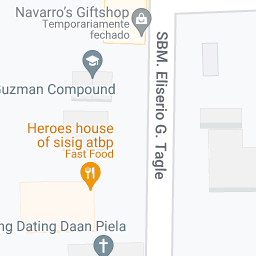 Navarro's Giftshop
Temporariamente
fechado
SBM. Eliserio G. Tagle
Guzman Compound
Heroes house
of sisig atbp
Fast Food
ng Dating Daan Piela